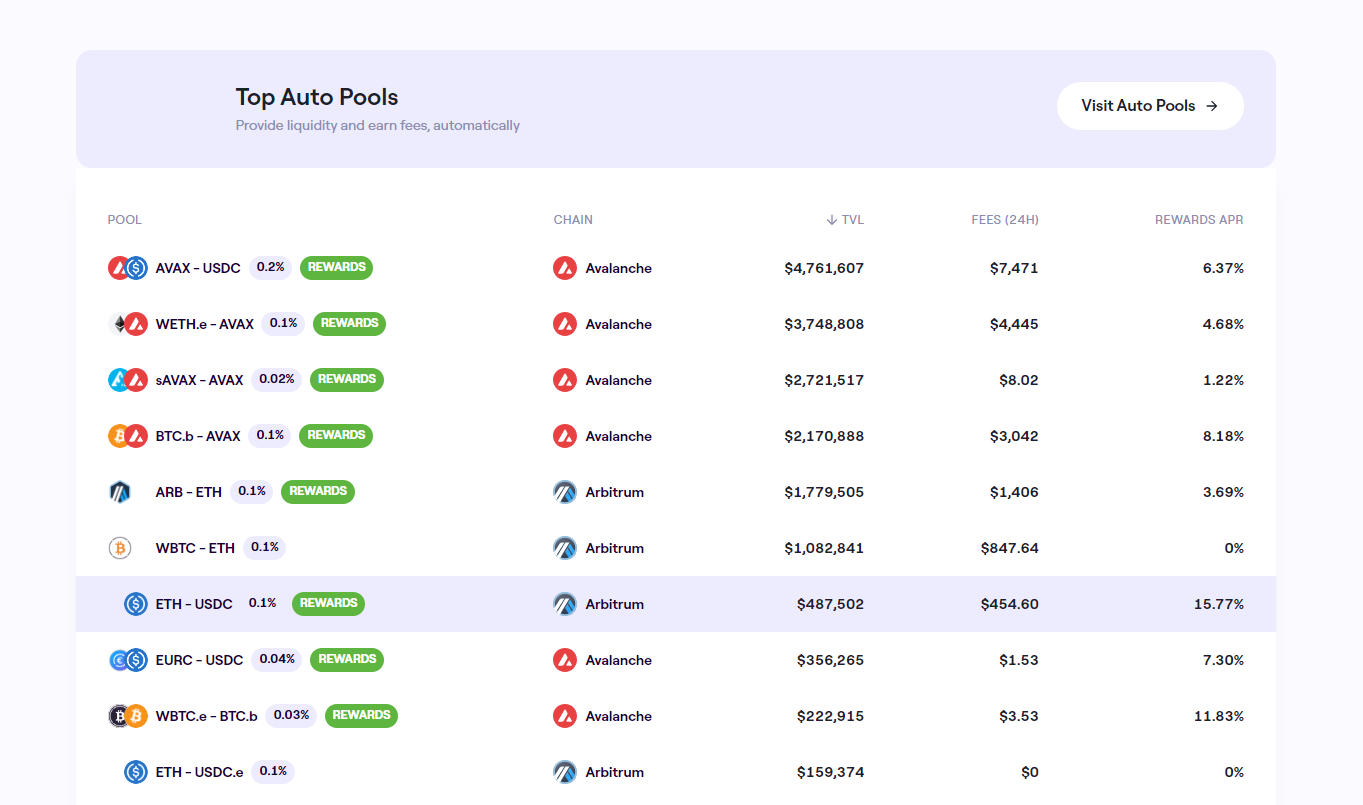 Top Auto Pools
Provide liquidity and earn fees, automatically
Visit Auto Pools →
POOL CHAIN ↓ TVL FEES (24H) REWARDS APR
AVAX – USDC 0.2% REWARDS Avalanche $4,761,607 $7,471 6.37%
WETH.e – AVAX 0.1% REWARDS Avalanche $3,748,808 $4,445 4.68%
sAVAX – AVAX 0.02% REWARDS Avalanche $2,721,517 $8.02 1.22%
BTC.b – AVAX 0.1% REWARDS Avalanche $2,170,888 $3,042 8.18%
ARB – ETH 0.1% REWARDS Arbitrum $1,779,505 $1,406 3.69%
WBTC – ETH 0.1% Arbitrum $1,082,841 $847.64 0%
ETH – USDC 0.1% REWARDS Arbitrum $487,502 $454.60 15.77%
EURC – USDC 0.04% REWARDS Avalanche $356,265 $1.53 7.30%
WBTC.e – BTC.b 0.03% REWARDS Avalanche $222,915 $3.53 11.83%
ETH – USDC.e 0.1% Arbitrum $159,374 $0 0%